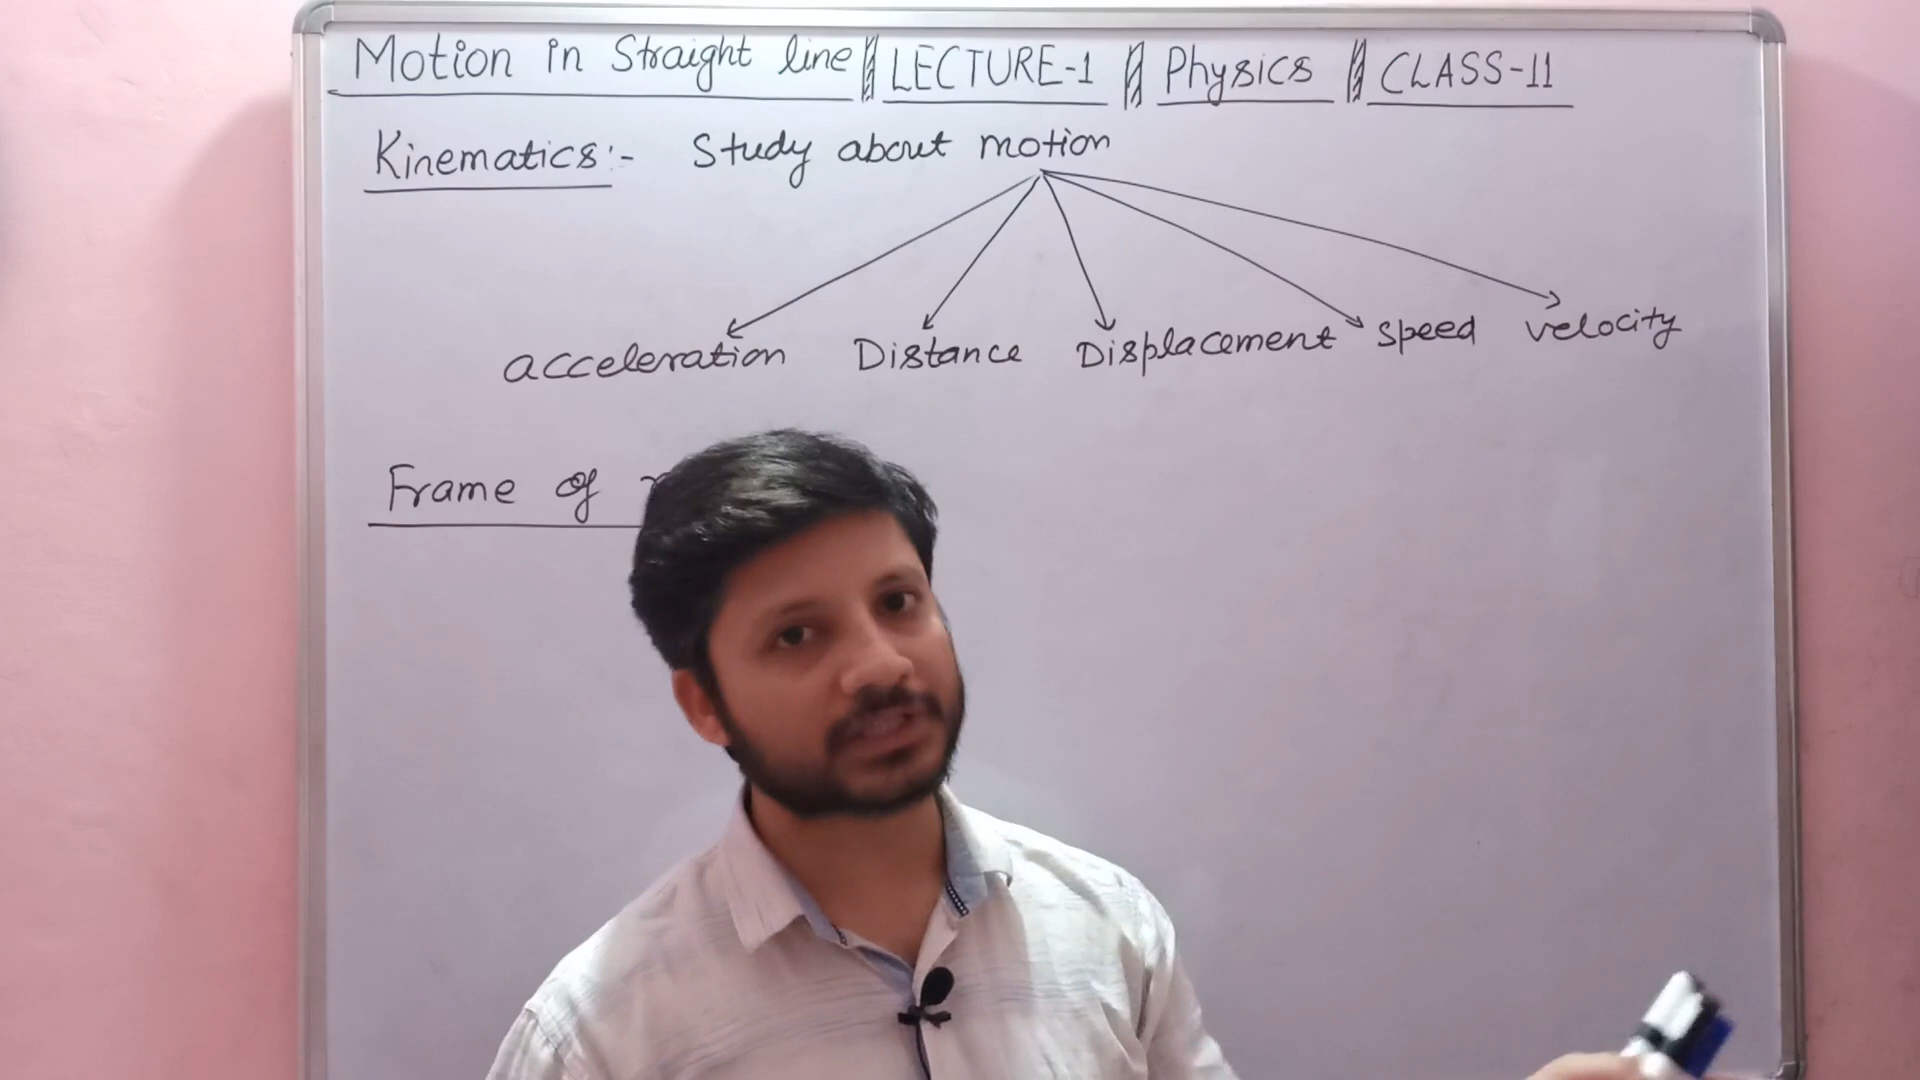 Motion in Straight line || LECTURE-1 || Physics || CLASS-11
Kinematics:- Study about motion
acceleration Distance Displacement speed velocity
Frame of